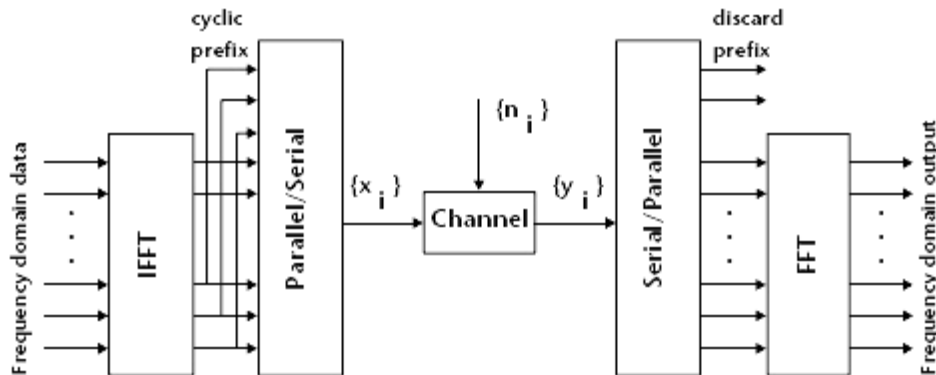 cyclic
prefix
discard
prefix
{n i }
{x i }
{y i }
Frequency domain data
IFFT
Parallel/Serial
Channel
Serial/Parallel
FFT
Frequency domain output